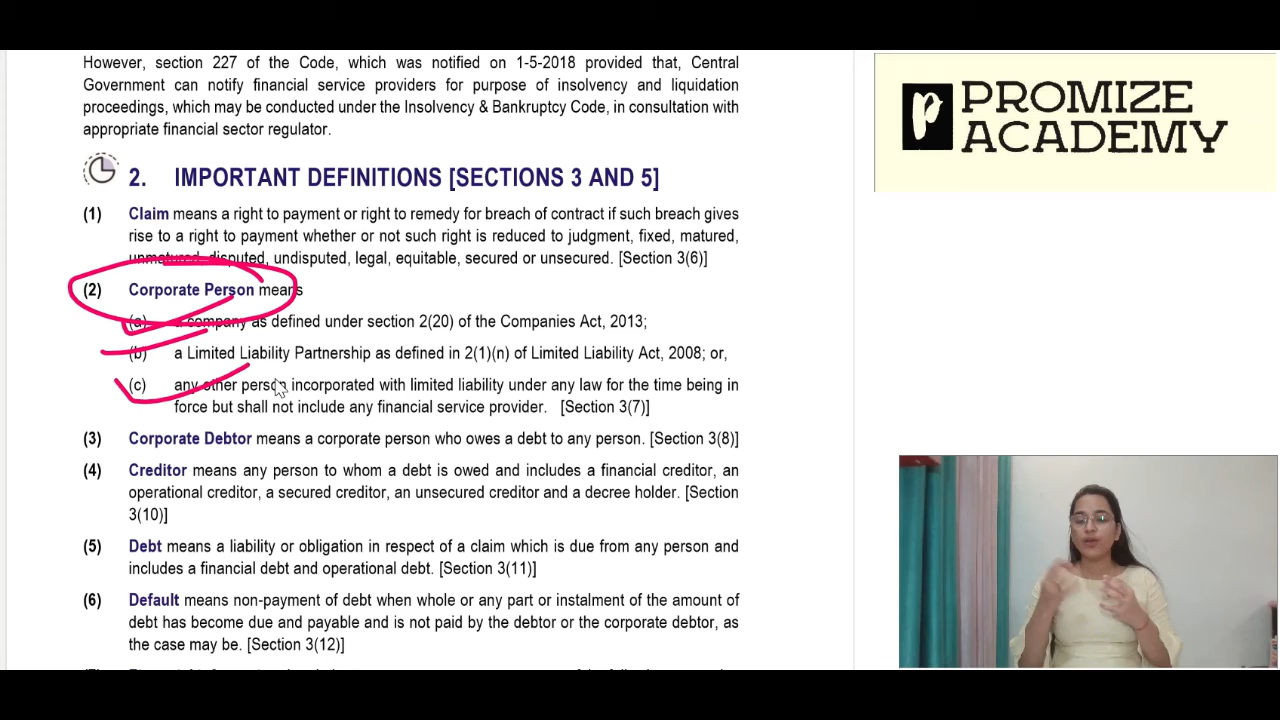 However, section 227 of the Code, which was notified on 1-5-2018 provided that, Central
Government can notify financial service providers for purpose of insolvency and liquidation
proceedings, which may be conducted under the Insolvency & Bankruptcy Code, in consultation with
appropriate financial sector regulator.
2. IMPORTANT DEFINITIONS [SECTIONS 3 AND 5]
(1) Claim means a right to payment or right to remedy for breach of contract if such breach gives
rise to a right to payment whether or not such right is reduced to judgment, fixed, matured,
unmatured, disputed, undisputed, legal, equitable, secured or unsecured. [Section 3(6)]
(2) Corporate Person means
(a) a company as defined under section 2(20) of the Companies Act, 2013;
(b) a Limited Liability Partnership as defined in 2(1)(n) of Limited Liability Act, 2008; or,
(c) any other person incorporated with limited liability under any law for the time being in
force but shall not include any financial service provider. [Section 3(7)]
(3) Corporate Debtor means a corporate person who owes a debt to any person. [Section 3(8)]
(4) Creditor means any person to whom a debt is owed and includes a financial creditor, an
operational creditor, a secured creditor, an unsecured creditor and a decree holder. [Section
3(10)]
(5) Debt means a liability or obligation in respect of a claim which is due from any person and
includes a financial debt and operational debt. [Section 3(11)]
(6) Default means non-payment of debt when whole or any part or instalment of the amount of
debt has become due and payable and is not paid by the debtor or the corporate debtor, as
the case may be. [Section 3(12)]
p PROMIZE
ACADEMY